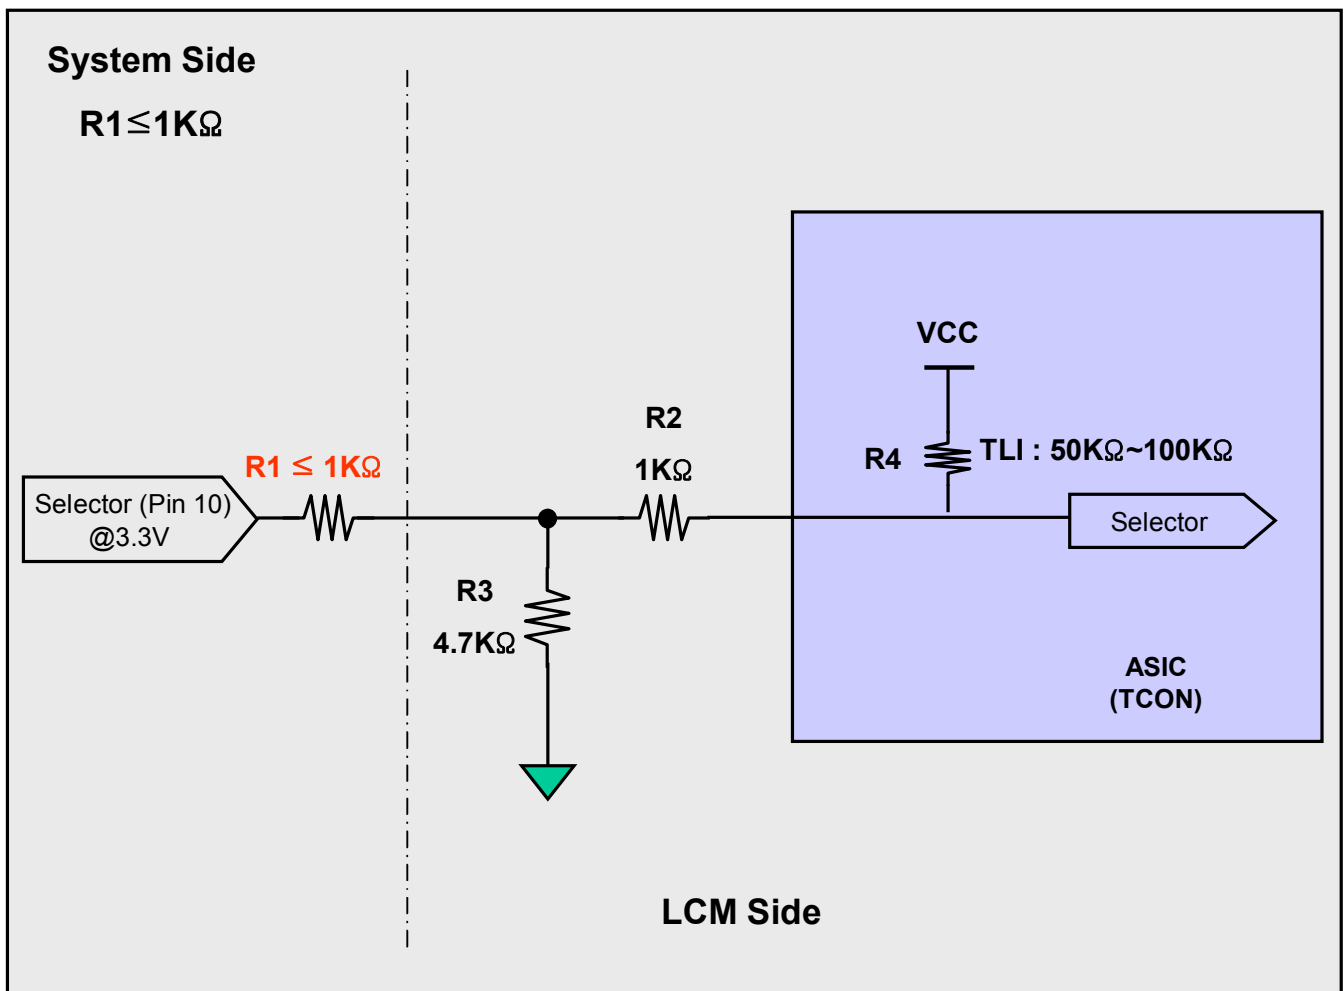 System Side
R1≤1KΩ
VCC
R2
R4
TLI : 50KΩ~100KΩ
R1 ≤ 1KΩ
1KΩ
Selector (Pin 10)
@3.3V
Selector
R3
4.7KΩ
ASIC
(TCON)
LCM Side